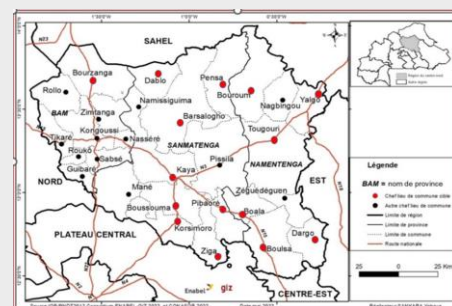 SAHEL
Bourzanga
Dablo
Pensa
Bouroum
Yalgo
Rollo
Namissiguima
Nagbingou
BAM
Zimtanga
Barsalogho
Kongoussi
Tougouri
Tikaré
Nasséré
SANMATENGA
Rouko
Sabsé
Pissila
NAMENTENGA
Guibaré
Kaya
N3
EST
NORD
Mané
Zéguédéguen
Boussouma
Pibaoré
Boala
Korsimoro
PLATEAU CENTRAL
Dargo
Ziga
Boulsa
Enabel
giz
CENTRE-EST
Légende
BAM = nom de province
Chef lieu de commune cible
Autre chef lieu de commune
Limite de région
Limite de province
Limite de commune
Route nationale
25 0 25 Km